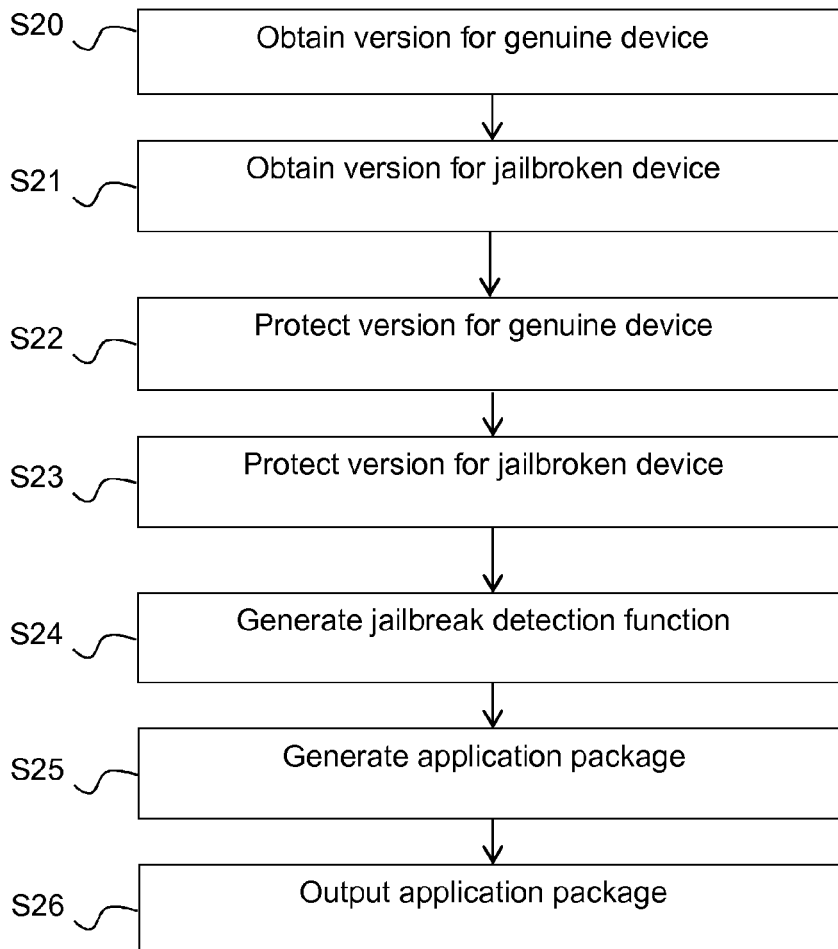 S20 Obtain version for genuine device
S21 Obtain version for jailbroken device
S22 Protect version for genuine device
S23 Protect version for jailbroken device
S24 Generate jailbreak detection function
S25 Generate application package
S26 Output application package